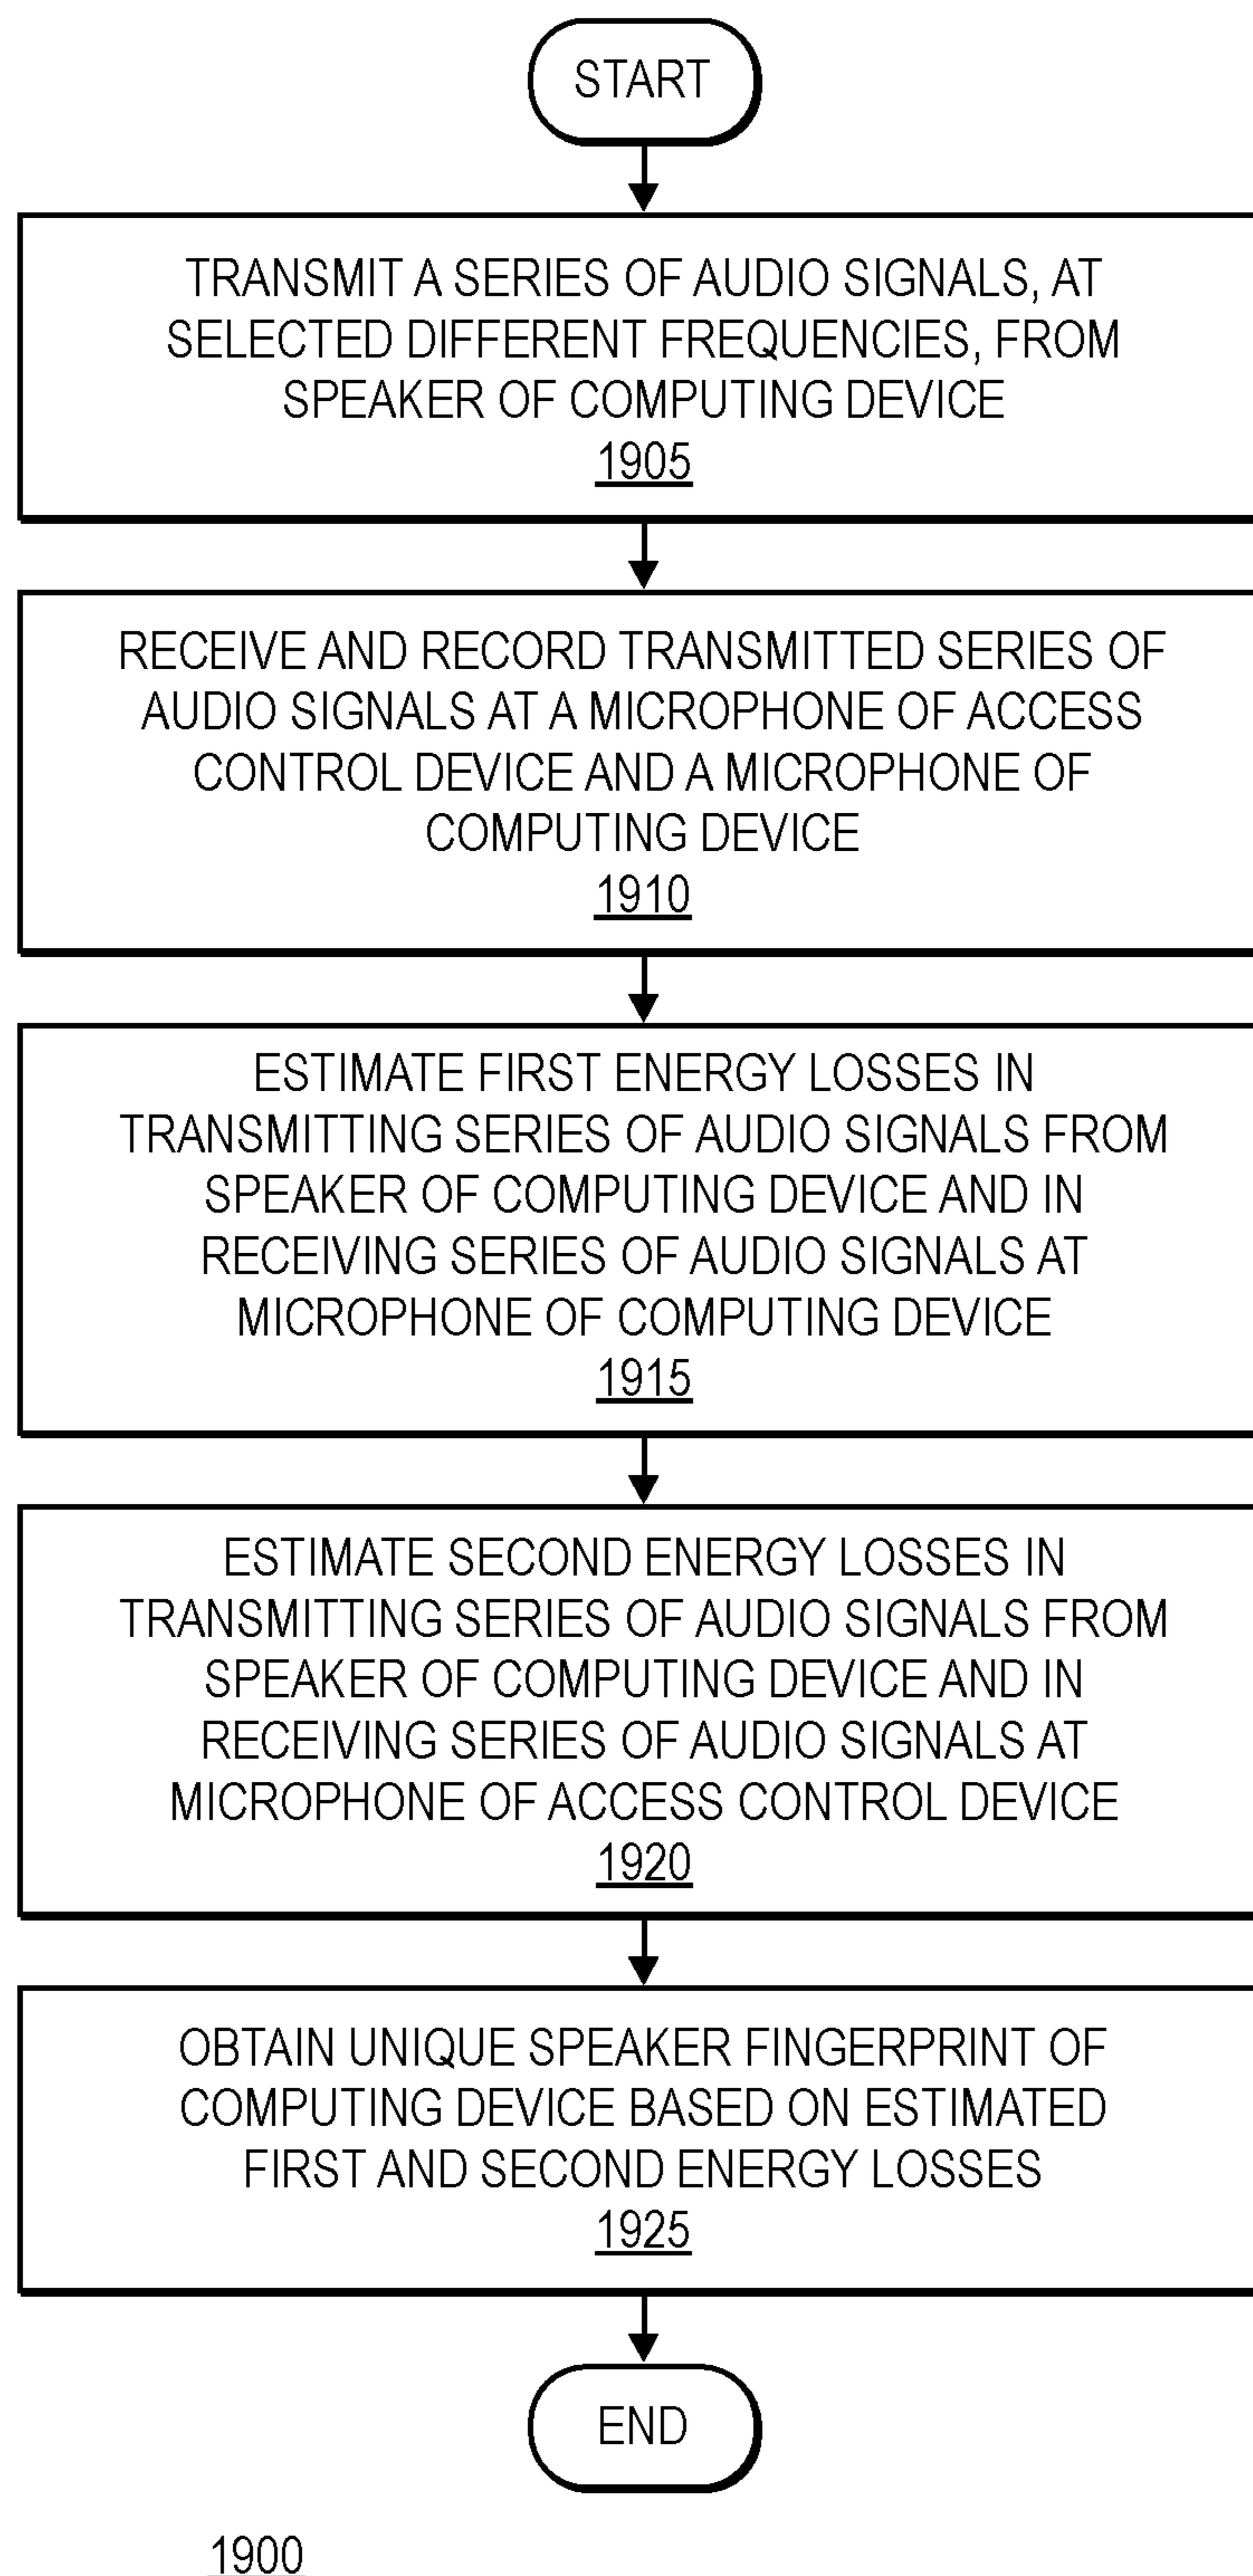 START
TRANSMIT A SERIES OF AUDIO SIGNALS, AT
SELECTED DIFFERENT FREQUENCIES, FROM
SPEAKER OF COMPUTING DEVICE
1905
RECEIVE AND RECORD TRANSMITTED SERIES OF
AUDIO SIGNALS AT A MICROPHONE OF ACCESS
CONTROL DEVICE AND A MICROPHONE OF
COMPUTING DEVICE
1910
ESTIMATE FIRST ENERGY LOSSES IN
TRANSMITTING SERIES OF AUDIO SIGNALS FROM
SPEAKER OF COMPUTING DEVICE AND IN
RECEIVING SERIES OF AUDIO SIGNALS AT
MICROPHONE OF COMPUTING DEVICE
1915
ESTIMATE SECOND ENERGY LOSSES IN
TRANSMITTING SERIES OF AUDIO SIGNALS FROM
SPEAKER OF COMPUTING DEVICE AND IN
RECEIVING SERIES OF AUDIO SIGNALS AT
MICROPHONE OF ACCESS CONTROL DEVICE
1920
OBTAIN UNIQUE SPEAKER FINGERPRINT OF
COMPUTING DEVICE BASED ON ESTIMATED
FIRST AND SECOND ENERGY LOSSES
1925
END
1900